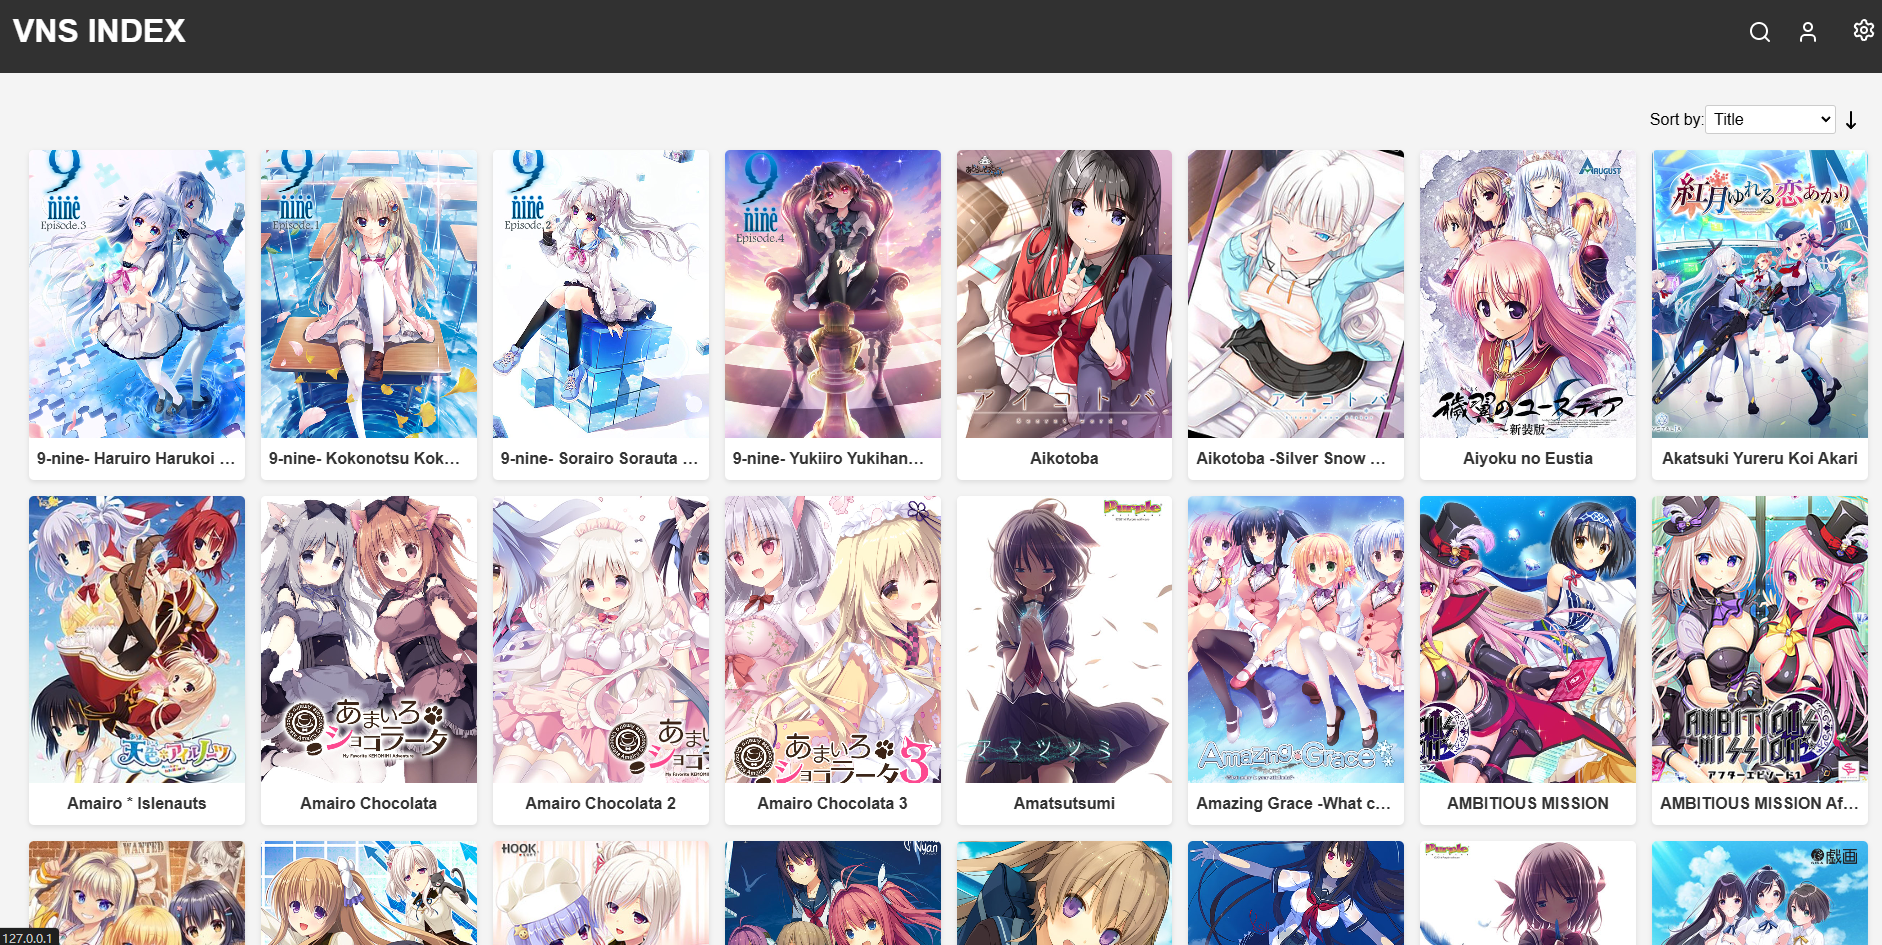 VNS INDEX
Sort by: Title
9
nine
Episode.3
9
nine
Episode.1
9
nine
Episode.2
9
nine
Episode.4
アイコトバ
アイコトバ
AUGUST
穢翼のユースティア
～新装版～
紅月ゆれる恋あかり
9-nine- Haruiro Harukoi ...
9-nine- Kokonotsu Kok...
9-nine- Sorairo Sorauta ...
9-nine- Yukiiro Yukihan...
Aikotoba
Aikotoba -Silver Snow ...
Aiyoku no Eustia
Akatsuki Yureru Koi Akari
天色*アイルノーツ
あまいろ
ショコラータ
My Favorite KEMOMIMI Adventure
あま
ショコラ
あまいろ
ショコラータ3
Purple
アマツツミ
Amazing Grace
AMBITIOUS
MISSION
アフターエピソード1
Amairo * Islenauts
Amairo Chocolata
Amairo Chocolata 2
Amairo Chocolata 3
Amatsutsumi
Amazing Grace -What c...
AMBITIOUS MISSION
AMBITIOUS MISSION Af...
WANTED
HOOK
Nyan
Purple
戯画
127.0.0.1